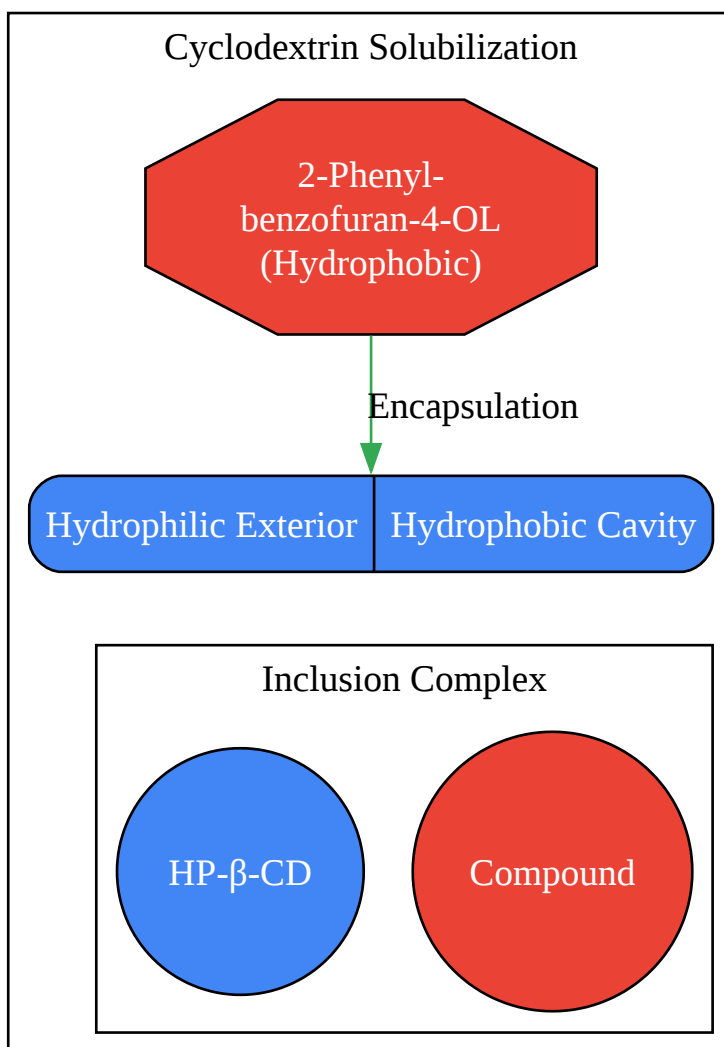 Cyclodextrin Solubilization
2-Phenyl-
benzofuran-4-OL
(Hydrophobic)
Encapsulation
Hydrophilic Exterior
Hydrophobic Cavity
Inclusion Complex
HP-β-CD
Compound